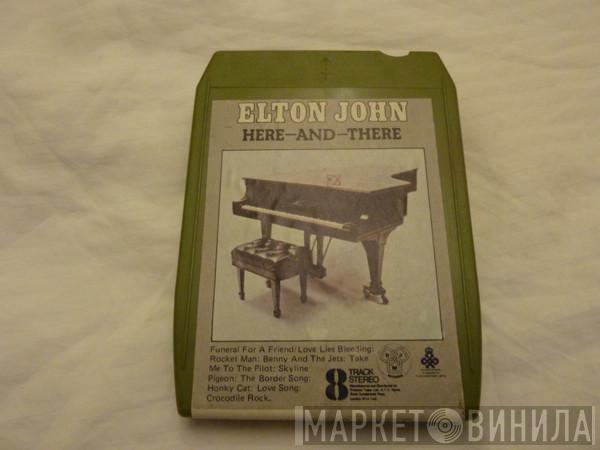 ELTON JOHN
HERE-AND-THERE
Funeral For A Friend/Love Lies Bleeding:
Rocket Man: Benny And The Jets: Take
Me To The Pilot: Skyline
Pigeon: The Border Song:
Honky Cat: Love Song:
Crocodile Rock.
8 TRACK
STEREO
МАРКЕТ ВИНИЛА